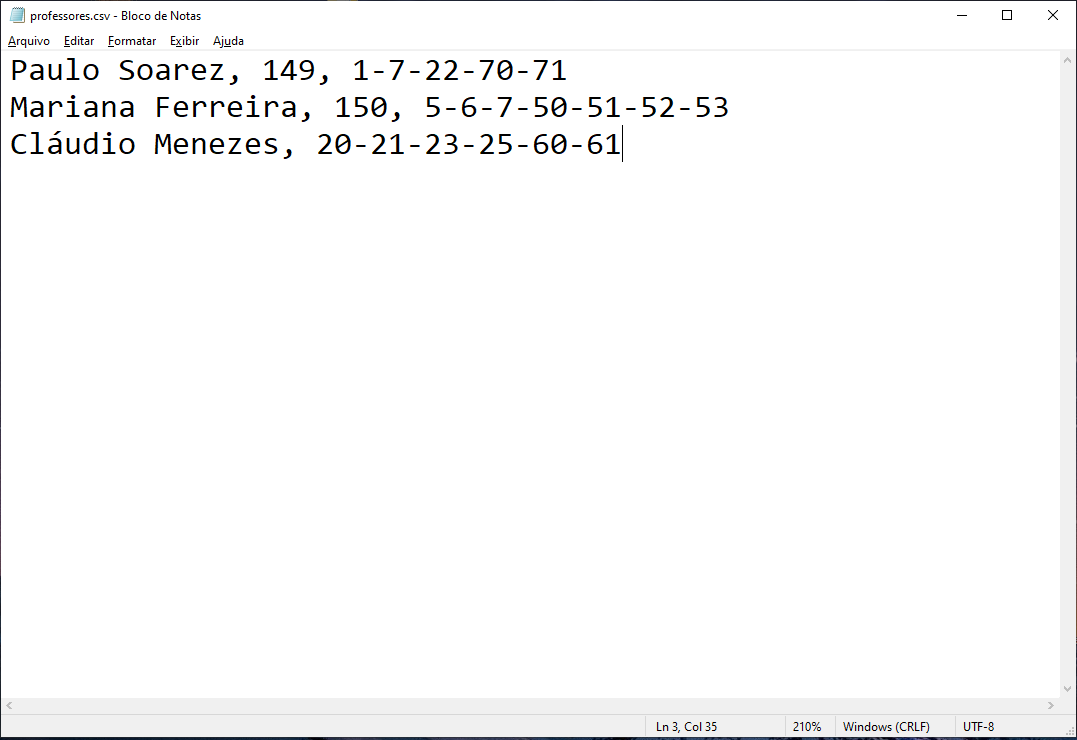 professores.csv - Bloco de Notas
Arquivo Editar Formatar Exibir Ajuda
Paulo Soarez, 149, 1-7-22-70-71
Mariana Ferreira, 150, 5-6-7-50-51-52-53
Cláudio Menezes, 20-21-23-25-60-61
Ln 3, Col 35 210% Windows (CRLF) UTF-8